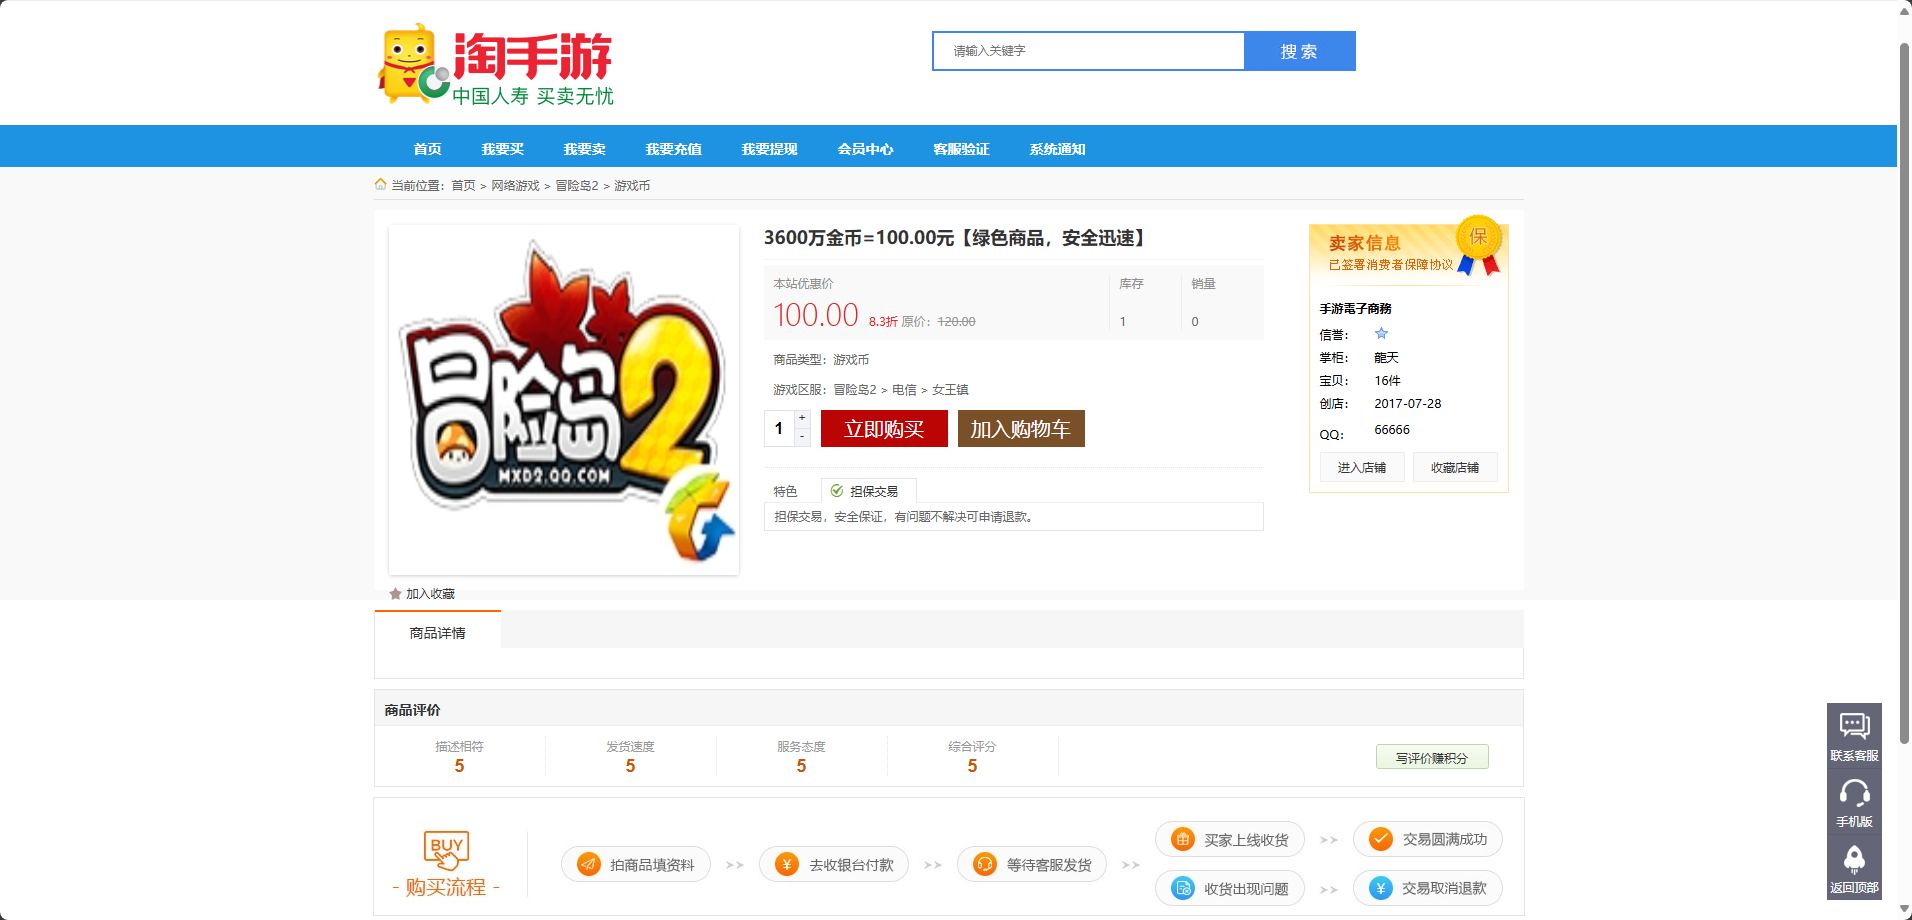 淘手游
中国人寿 买卖无忧
请输入关键字
搜 索
首页 我要买 我要卖 我要充值 我要提现 会员中心 客服验证 系统通知
当前位置：首页 > 网络游戏 > 冒险岛2 > 游戏币
冒险岛2
MXD2.QQ.COM
加入收藏
3600万金币=100.00元【绿色商品，安全迅速】
本站优惠价 库存 销量
100.00 8.3折 原价：120.00 1 0
商品类型：游戏币
游戏区服：冒险岛2 > 电信 > 女王镇
1 + - 立即购买 加入购物车
特色 担保交易
担保交易，安全保证，有问题不解决可申请退款。
保
卖家信息
已签署消费者保障协议
手游電子商務
信誉：
掌柜： 龍天
宝贝： 16件
创店： 2017-07-28
QQ： 66666
进入店铺 收藏店铺
商品详情
商品评价
描述相符 发货速度 服务态度 综合评分
5 5 5 5
写评价赚积分
BUY
- 购买流程 -
拍商品填资料 >> ¥ 去收银台付款 >> 等待客服发货 >>
买家上线收货 >> 交易圆满成功
收货出现问题 >> ¥ 交易取消退款
联系客服
手机版
返回顶部